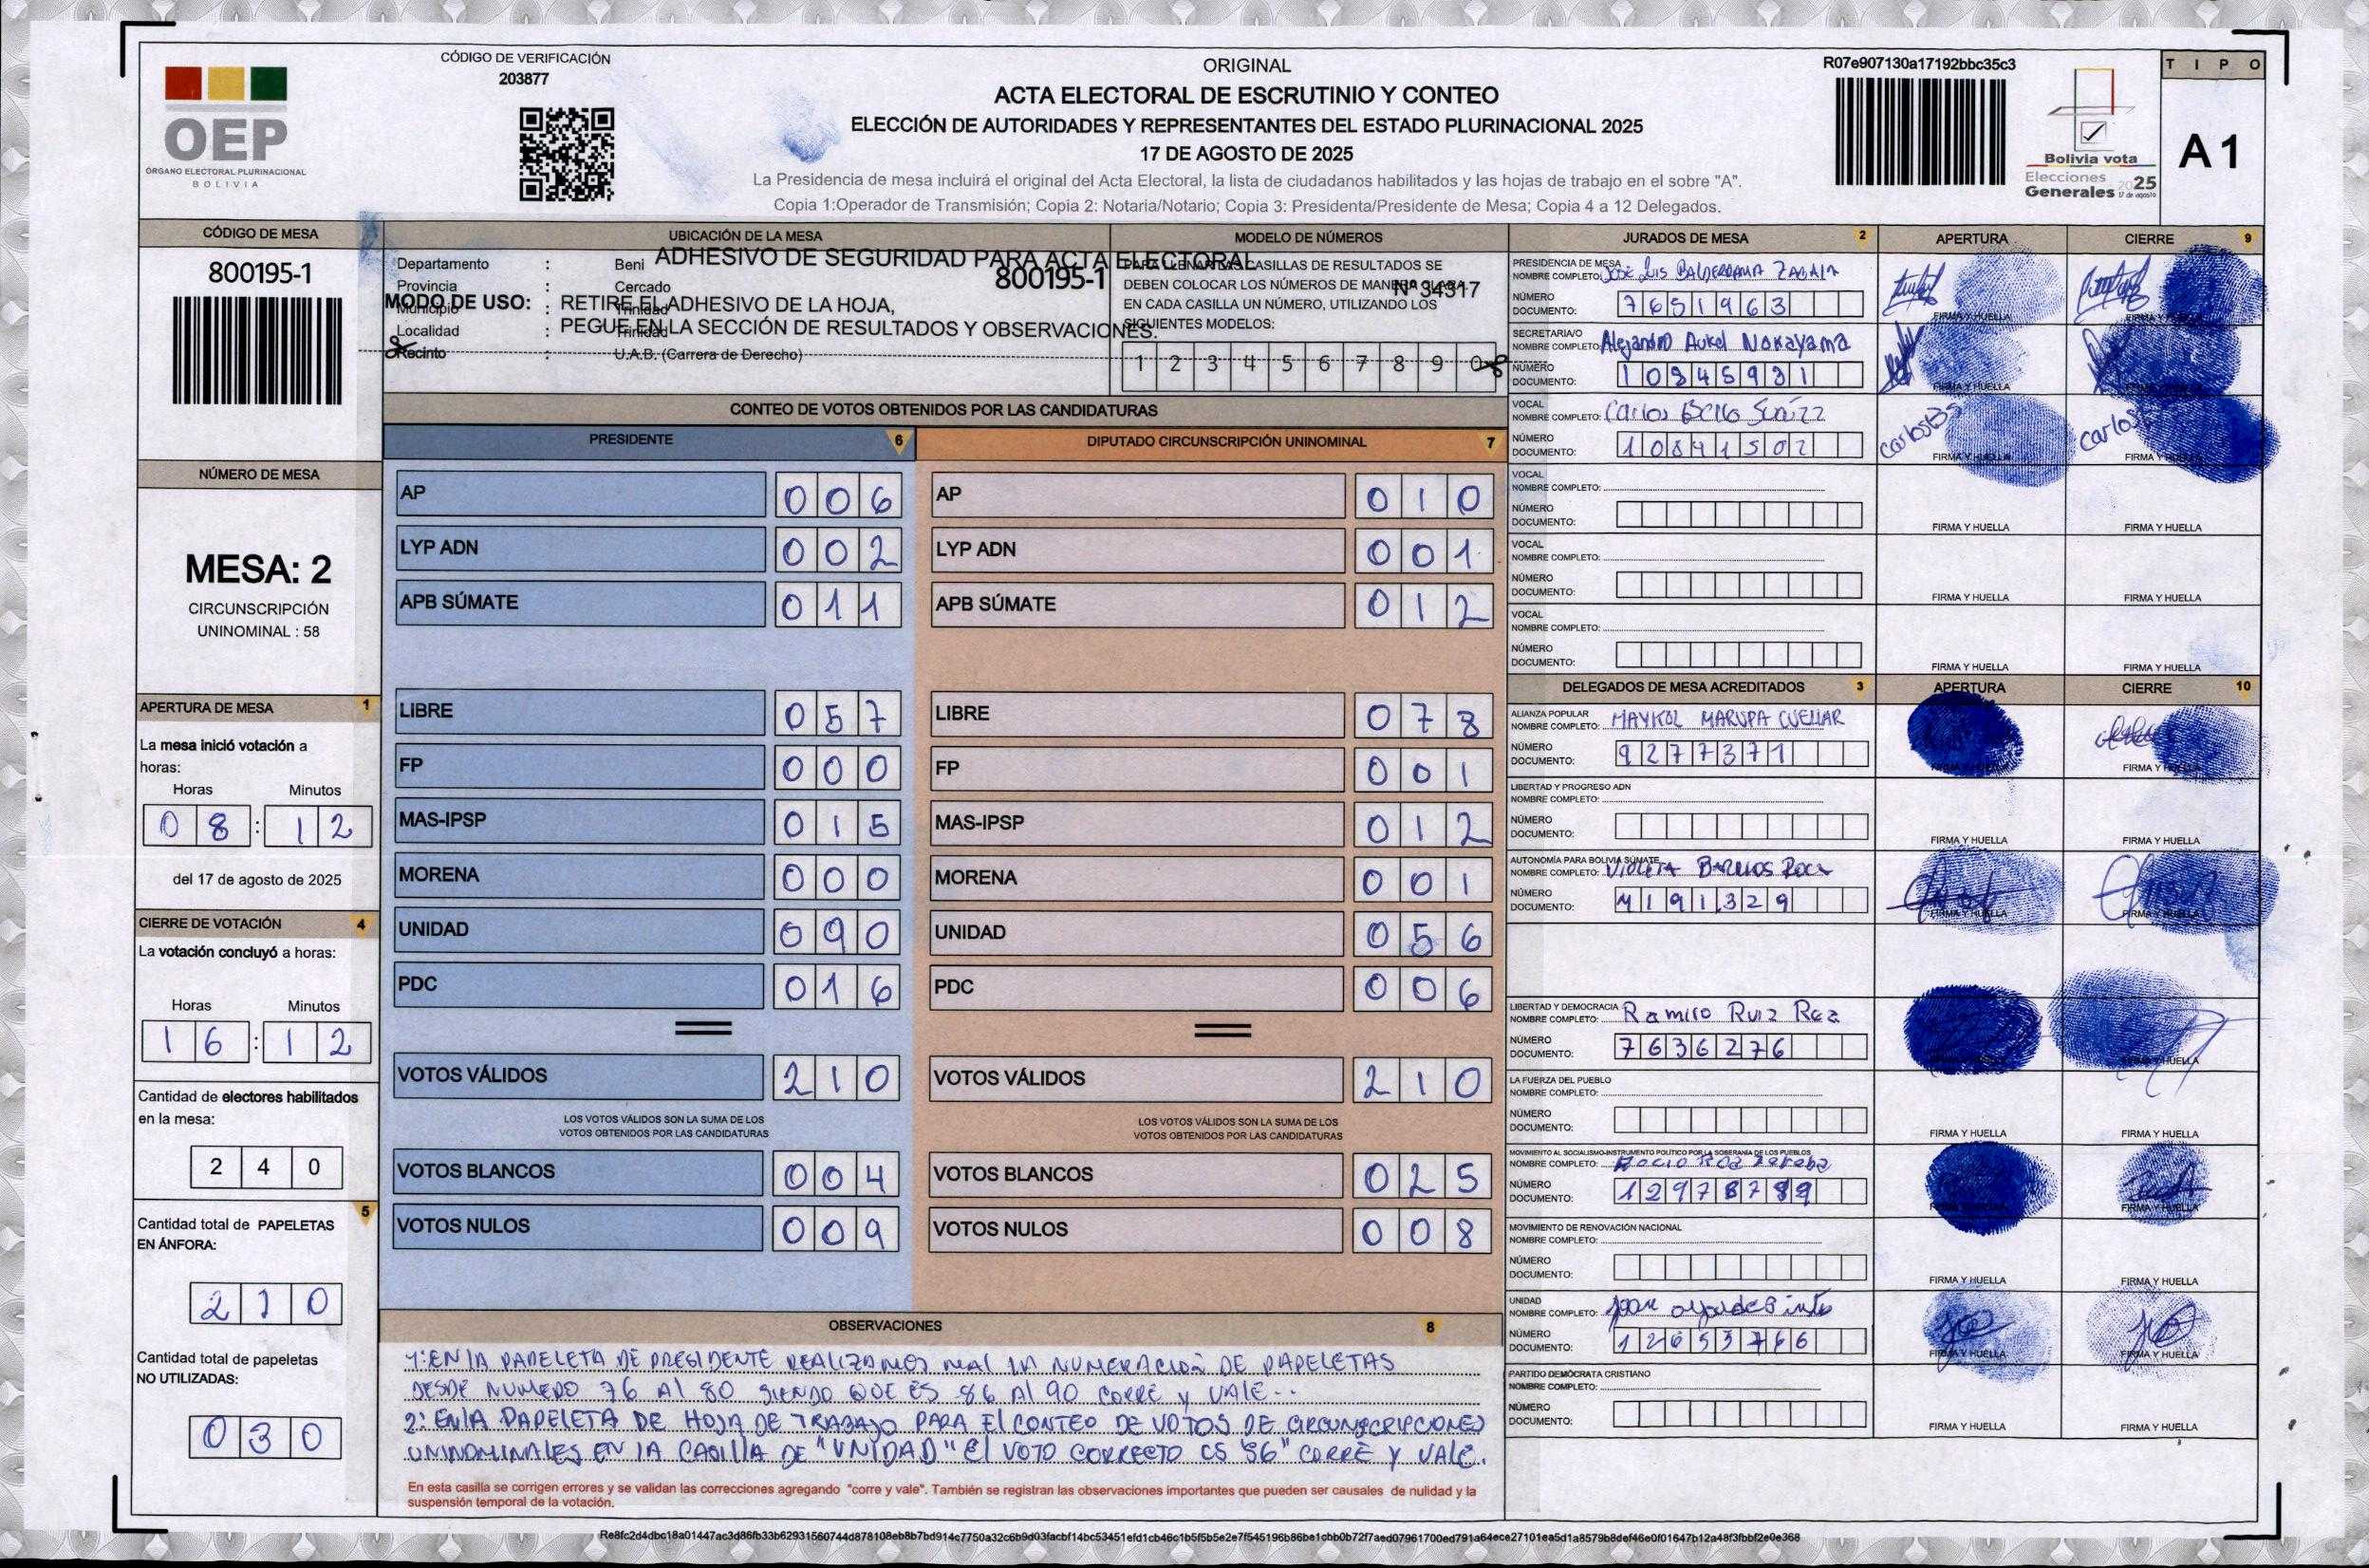 CÓDIGO DE VERIFICACIÓN
203877
OEP
ÓRGANO ELECTORAL PLURINACIONAL
BOLIVIA
ORIGINAL
ACTA ELECTORAL DE ESCRUTINIO Y CONTEO
ELECCIÓN DE AUTORIDADES Y REPRESENTANTES DEL ESTADO PLURINACIONAL 2025
17 DE AGOSTO DE 2025
La Presidencia de mesa incluirá el original del Acta Electoral, la lista de ciudadanos habilitados y las hojas de trabajo en el sobre "A".
Copia 1:Operador de Transmisión; Copia 2: Notaria/Notario; Copia 3: Presidenta/Presidente de Mesa; Copia 4 a 12 Delegados.
R07e907130a17192bbc35c3
Bolivia vota
Elecciones
Generales 2025
17 de agosto
TIPO
A1
CÓDIGO DE MESA
800195-1
NÚMERO DE MESA
MESA: 2
CIRCUNSCRIPCIÓN
UNINOMINAL : 58
APERTURA DE MESA 1
La mesa inició votación a
horas:
Horas Minutos
08 : 12
del 17 de agosto de 2025
CIERRE DE VOTACIÓN 4
La votación concluyó a horas:
Horas Minutos
16 : 12
Cantidad de electores habilitados
en la mesa:
240
5
Cantidad total de PAPELETAS
EN ÁNFORA:
210
Cantidad total de papeletas
NO UTILIZADAS:
030
UBICACIÓN DE LA MESA
ADHESIVO DE SEGURIDAD PARA ACTA ELECTORAL
Departamento : Beni
800195-1
Provincia : Cercado
Nº 34317
MODO DE USO: RETIRE EL ADHESIVO DE LA HOJA,
Municipio : Trinidad
PEGUE EN LA SECCIÓN DE RESULTADOS Y OBSERVACIONES.
Localidad : Trinidad
Recinto : U.A.B. (Carrera de Derecho)
MODELO DE NÚMEROS
PARA LLENAR LAS CASILLAS DE RESULTADOS SE
DEBEN COLOCAR LOS NÚMEROS DE MANERA CLARA
EN CADA CASILLA UN NÚMERO, UTILIZANDO LOS
SIGUIENTES MODELOS:
1 2 3 4 5 6 7 8 9 0
CONTEO DE VOTOS OBTENIDOS POR LAS CANDIDATURAS
PRESIDENTE 6
AP 006
LYP ADN 002
APB SÚMATE 011
LIBRE 057
FP 000
MAS-IPSP 015
MORENA 000
UNIDAD 090
PDC 016
VOTOS VÁLIDOS 210
LOS VOTOS VÁLIDOS SON LA SUMA DE LOS
VOTOS OBTENIDOS POR LAS CANDIDATURAS
VOTOS BLANCOS 004
VOTOS NULOS 009
DIPUTADO CIRCUNSCRIPCIÓN UNINOMINAL 7
AP 010
LYP ADN 001
APB SÚMATE 012
LIBRE 078
FP 001
MAS-IPSP 012
MORENA 001
UNIDAD 056
PDC 006
VOTOS VÁLIDOS 210
LOS VOTOS VÁLIDOS SON LA SUMA DE LOS
VOTOS OBTENIDOS POR LAS CANDIDATURAS
VOTOS BLANCOS 025
VOTOS NULOS 008
OBSERVACIONES 8
1: EN LA PAPELETA DE PRESIDENTE REALIZAMOS MAL LA NUMERACIÓN DE PAPELETAS
DESDE NUMERO 76 Al 80 SIENDO QUE ES 86 Al 90 CORRE Y VALE..
2: EN LA PAPELETA DE HOJA DE TRABAJO PARA El CONTEO DE VOTOS DE CIRCUNSCRIPCIONES
UNINOMINALES EN LA CASILLA DE "UNIDAD" El VOTO CORRECTO ES "56" CORRE Y VALE.
En esta casilla se corrigen errores y se validan las correcciones agregando "corre y vale". También se registran las observaciones importantes que pueden ser causales de nulidad y la
suspensión temporal de la votación.
JURADOS DE MESA 2 APERTURA CIERRE 9
PRESIDENCIA DE MESA
NOMBRE COMPLETO: JOSE LUIS BALDERRAMA
NÚMERO
DOCUMENTO: 7651963
FIRMA Y HUELLA FIRMA Y HUELLA
SECRETARIA/O
NOMBRE COMPLETO: Alejandro Nakayama
NÚMERO
DOCUMENTO: 10845931
FIRMA Y HUELLA FIRMA Y HUELLA
VOCAL
NOMBRE COMPLETO: Carlos Bello Suárez
NÚMERO
DOCUMENTO: 10841502
FIRMA Y HUELLA FIRMA Y HUELLA
VOCAL
NOMBRE COMPLETO:
NÚMERO
DOCUMENTO:
FIRMA Y HUELLA FIRMA Y HUELLA
VOCAL
NOMBRE COMPLETO:
NÚMERO
DOCUMENTO:
FIRMA Y HUELLA FIRMA Y HUELLA
VOCAL
NOMBRE COMPLETO:
NÚMERO
DOCUMENTO:
FIRMA Y HUELLA FIRMA Y HUELLA
DELEGADOS DE MESA ACREDITADOS 3 APERTURA CIERRE 10
ALIANZA POPULAR
NOMBRE COMPLETO: MAYKOL MARUPA CUELLAR
NÚMERO
DOCUMENTO: 9277371
FIRMA Y HUELLA
LIBERTAD Y PROGRESO ADN
NOMBRE COMPLETO:
NÚMERO
DOCUMENTO:
FIRMA Y HUELLA FIRMA Y HUELLA
AUTONOMÍA PARA BOLIVIA SÚMATE
NOMBRE COMPLETO: VIOLETA BARRIOS ROCA
NÚMERO
DOCUMENTO: 4191329
FIRMA Y HUELLA FIRMA Y HUELLA
LIBERTAD Y DEMOCRACIA
NOMBRE COMPLETO: Ramiro Ruiz Rea
NÚMERO
DOCUMENTO: 7636276
FIRMA Y HUELLA
LA FUERZA DEL PUEBLO
NOMBRE COMPLETO:
NÚMERO
DOCUMENTO:
FIRMA Y HUELLA FIRMA Y HUELLA
MOVIMIENTO AL SOCIALISMO-INSTRUMENTO POLÍTICO POR LA SOBERANÍA DE LOS PUEBLOS
NOMBRE COMPLETO: Rocio
NÚMERO
DOCUMENTO:
FIRMA Y HUELLA
MOVIMIENTO DE RENOVACIÓN NACIONAL
NOMBRE COMPLETO:
NÚMERO
DOCUMENTO:
FIRMA Y HUELLA FIRMA Y HUELLA
UNIDAD
NOMBRE COMPLETO:
NÚMERO
DOCUMENTO: 12653766
FIRMA Y HUELLA FIRMA Y HUELLA
PARTIDO DEMÓCRATA CRISTIANO
NOMBRE COMPLETO:
NÚMERO
DOCUMENTO:
FIRMA Y HUELLA FIRMA Y HUELLA